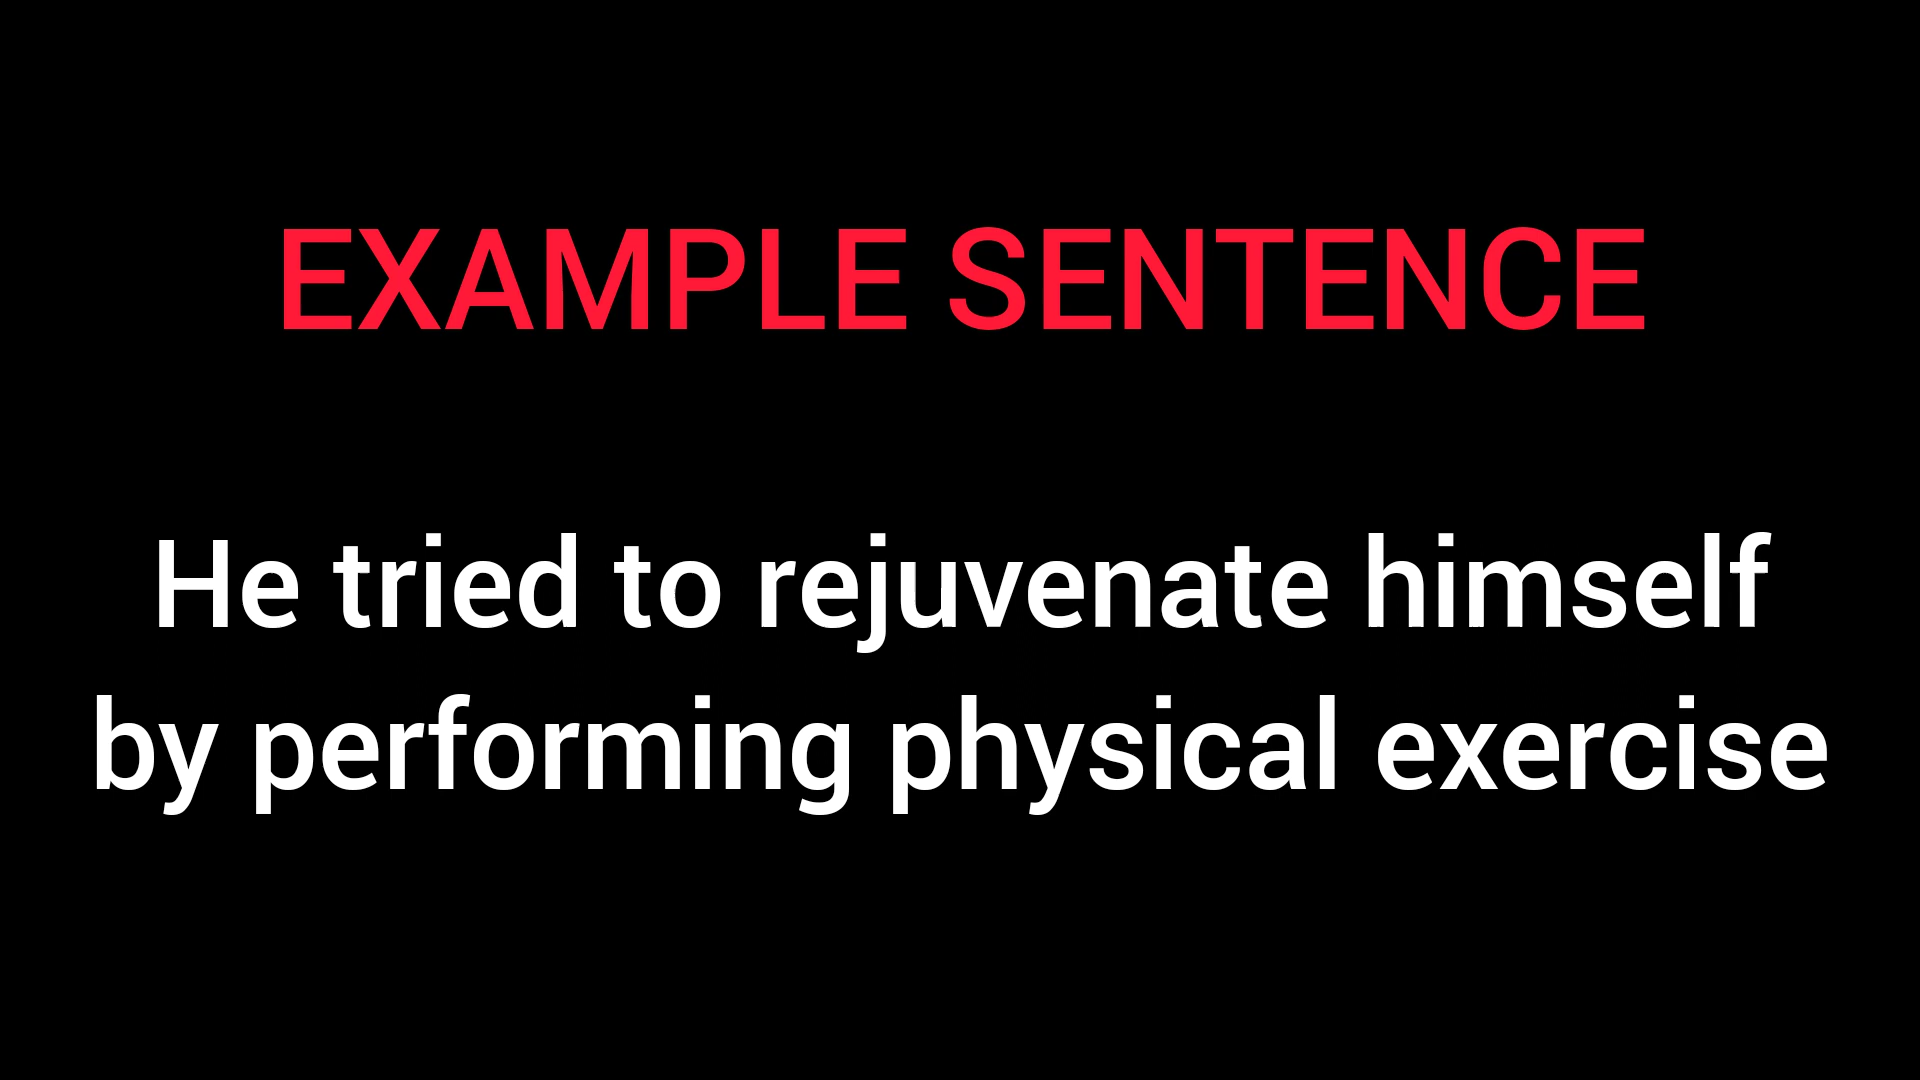 EXAMPLE SENTENCE
He tried to rejuvenate himself
by performing physical exercise